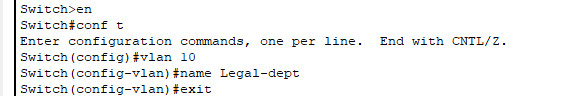 Switch>en
Switch#conf t
Enter configuration commands, one per line.  End with CNTL/Z.
Switch(config)#vlan 10
Switch(config-vlan)#name Legal-dept
Switch(config-vlan)#exit